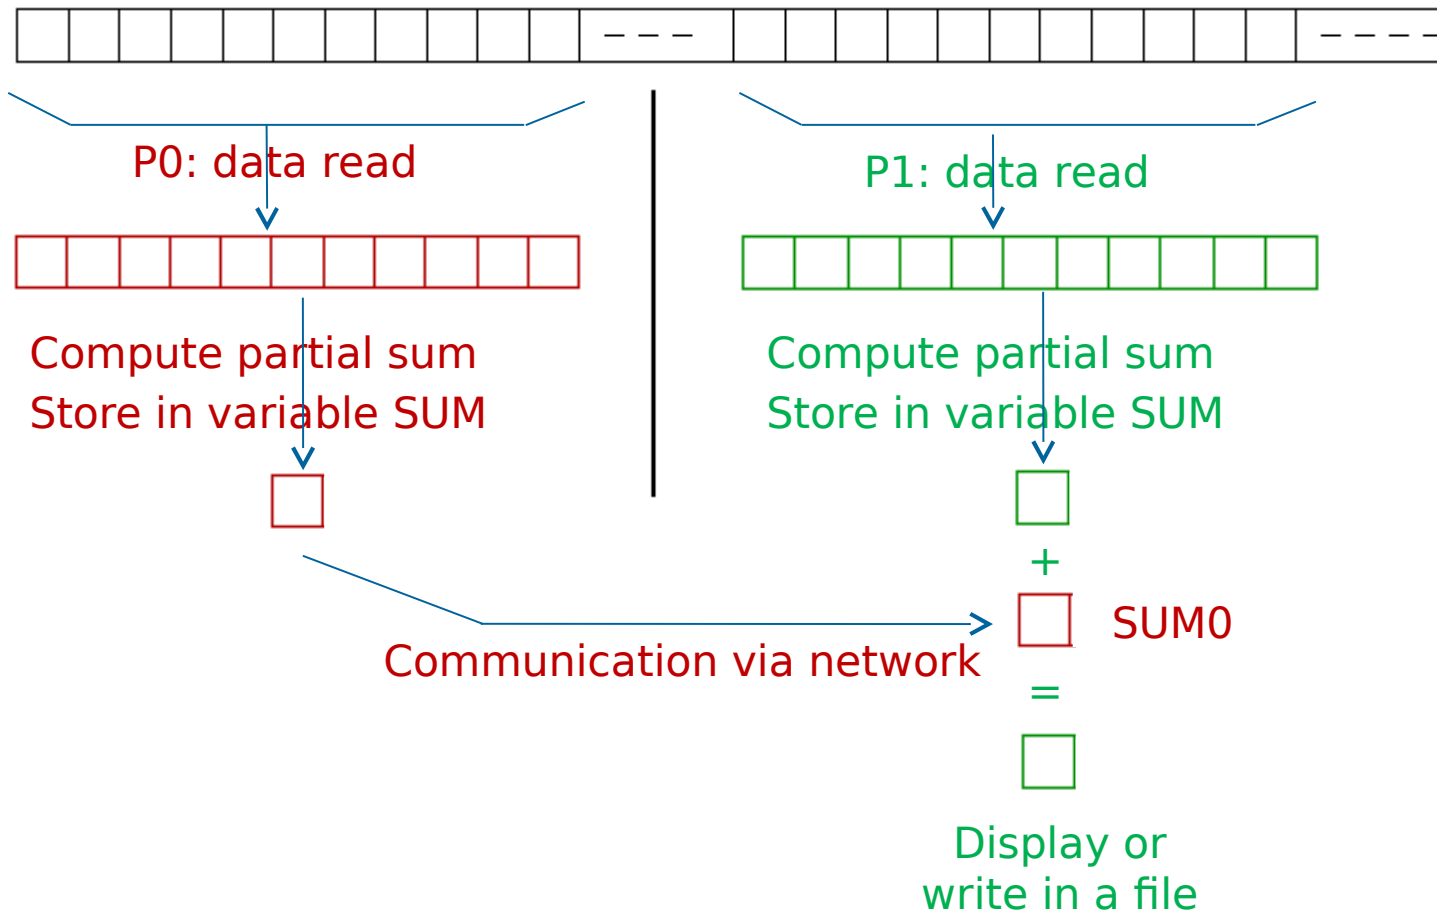 P0: data read
P1: data read
Compute partial sum
Store in variable SUM
Compute partial sum
Store in variable SUM
+
SUM0
Communication via network
=
Display or
write in a file